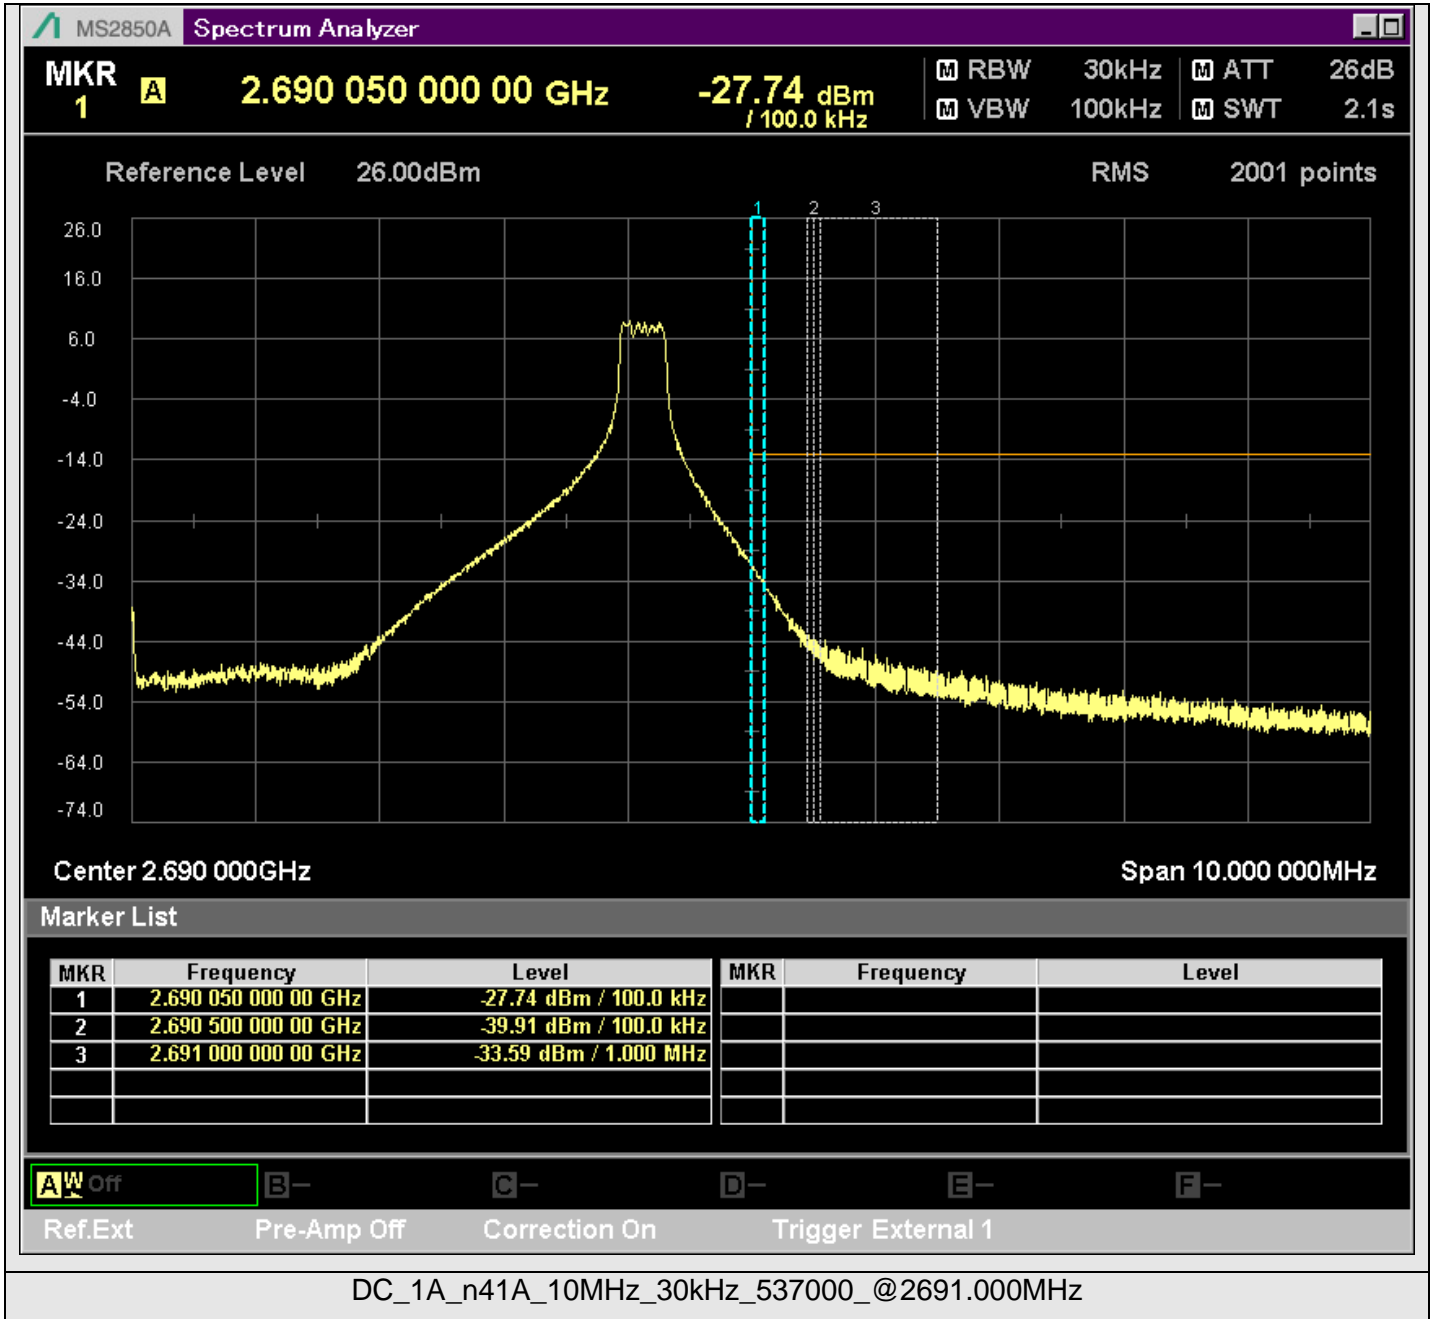 MS2850A Spectrum Analyzer
MKR 1 A 2.690 050 000 00 GHz -27.74 dBm / 100.0 kHz
M RBW 30kHz M ATT 26dB
M VBW 100kHz M SWT 2.1s
Reference Level 26.00dBm RMS 2001 points
1 2 3
26.0
16.0
6.0
-4.0
-14.0
-24.0
-34.0
-44.0
-54.0
-64.0
-74.0
Center 2.690 000GHz Span 10.000 000MHz
Marker List
MKR Frequency Level MKR Frequency Level
1 2.690 050 000 00 GHz -27.74 dBm / 100.0 kHz
2 2.690 500 000 00 GHz -39.91 dBm / 100.0 kHz
3 2.691 000 000 00 GHz -33.59 dBm / 1.000 MHz
A W Off B- C- D- E- F-
Ref.Ext Pre-Amp Off Correction On Trigger External 1
DC_1A_n41A_10MHz_30kHz_537000_@2691.000MHz